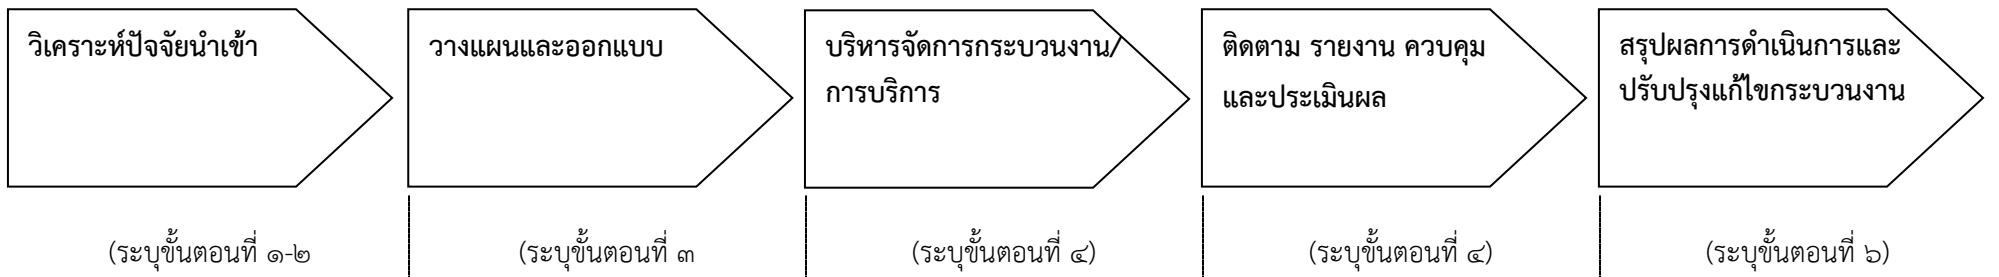 วิเคราะห์ปัจจัยนำเข้า
วางแผนและออกแบบ
บริหารจัดการกระบวนงาน/
การบริการ
ติดตาม รายงาน ควบคุม
และประเมินผล
สรุปผลการดำเนินการและ
ปรับปรุงแก้ไขกระบวนงาน
(ระบุขั้นตอนที่ ๑-๒
(ระบุขั้นตอนที่ ๓
(ระบุขั้นตอนที่ ๔)
(ระบุขั้นตอนที่ ๔)
(ระบุขั้นตอนที่ ๖)